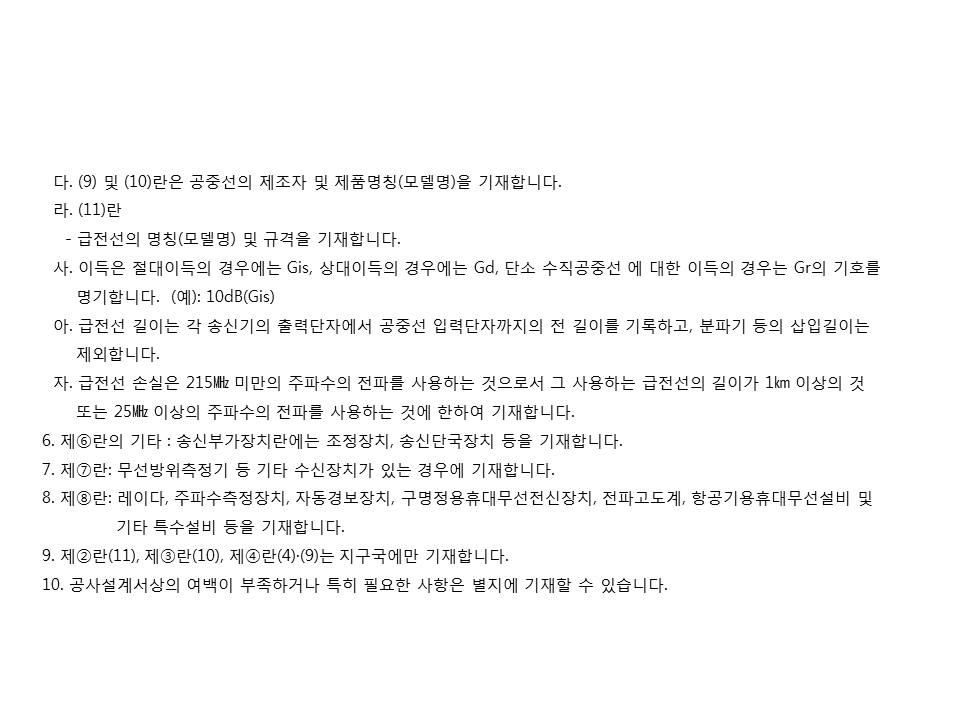 다. (9) 및 (10)란은 공중선의 제조자 및 제품명칭(모델명)을 기재합니다.
라. (11)란
- 급전선의 명칭(모델명) 및 규격을 기재합니다.
사. 이득은 절대이득의 경우에는 Gis, 상대이득의 경우에는 Gd, 단소 수직공중선 에 대한 이득의 경우는 Gr의 기호를
명기합니다. (예): 10dB(Gis)
아. 급전선 길이는 각 송신기의 출력단자에서 공중선 입력단자까지의 전 길이를 기록하고, 분파기 등의 삽입길이는
제외합니다.
자. 급전선 손실은 215㎒ 미만의 주파수의 전파를 사용하는 것으로서 그 사용하는 급전선의 길이가 1㎞ 이상의 것
또는 25㎒ 이상의 주파수의 전파를 사용하는 것에 한하여 기재합니다.
6. 제⑥란의 기타 : 송신부가장치란에는 조정장치, 송신단국장치 등을 기재합니다.
7. 제⑦란: 무선방위측정기 등 기타 수신장치가 있는 경우에 기재합니다.
8. 제⑧란: 레이다, 주파수측정장치, 자동경보장치, 구명정용휴대무선전신장치, 전파고도계, 항공기용휴대무선설비 및
기타 특수설비 등을 기재합니다.
9. 제②란(11), 제③란(10), 제④란(4)·(9)는 지구국에만 기재합니다.
10. 공사설계서상의 여백이 부족하거나 특히 필요한 사항은 별지에 기재할 수 있습니다.